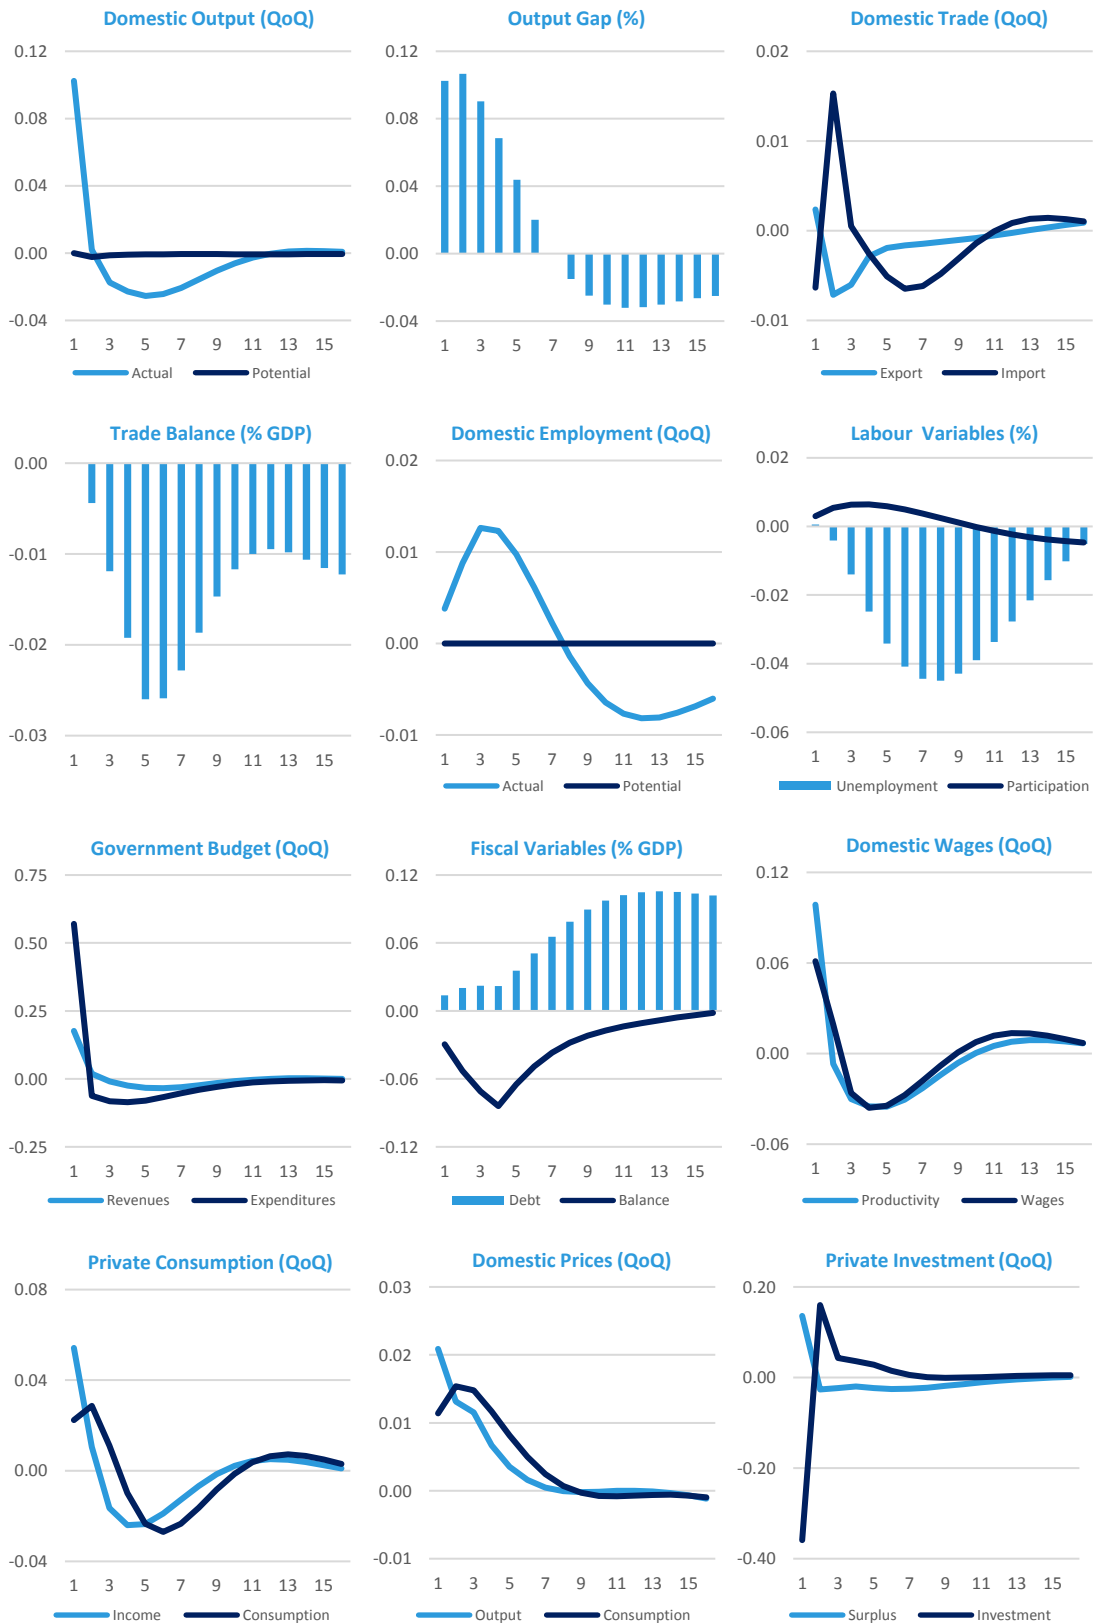 Domestic Output (QoQ)
0.12
0.08
0.04
0.00
-0.04
1 3 5 7 9 11 13 15
Actual Potential
Output Gap (%)
0.12
0.08
0.04
0.00
-0.04
1 3 5 7 9 11 13 15
Domestic Trade (QoQ)
0.02
0.01
0.00
-0.01
1 3 5 7 9 11 13 15
Export Import
Trade Balance (% GDP)
0.00
-0.01
-0.02
-0.03
1 3 5 7 9 11 13 15
Domestic Employment (QoQ)
0.02
0.01
0.00
-0.01
1 3 5 7 9 11 13 15
Actual Potential
Labour Variables (%)
0.02
0.00
-0.02
-0.04
-0.06
1 3 5 7 9 11 13 15
Unemployment Participation
Government Budget (QoQ)
0.75
0.50
0.25
0.00
-0.25
1 3 5 7 9 11 13 15
Revenues Expenditures
Fiscal Variables (% GDP)
0.12
0.06
0.00
-0.06
-0.12
1 3 5 7 9 11 13 15
Debt Balance
Domestic Wages (QoQ)
0.12
0.06
0.00
-0.06
1 3 5 7 9 11 13 15
Productivity Wages
Private Consumption (QoQ)
0.08
0.04
0.00
-0.04
1 3 5 7 9 11 13 15
Income Consumption
Domestic Prices (QoQ)
0.03
0.02
0.01
0.00
-0.01
1 3 5 7 9 11 13 15
Output Consumption
Private Investment (QoQ)
0.20
0.00
-0.20
-0.40
1 3 5 7 9 11 13 15
Surplus Investment